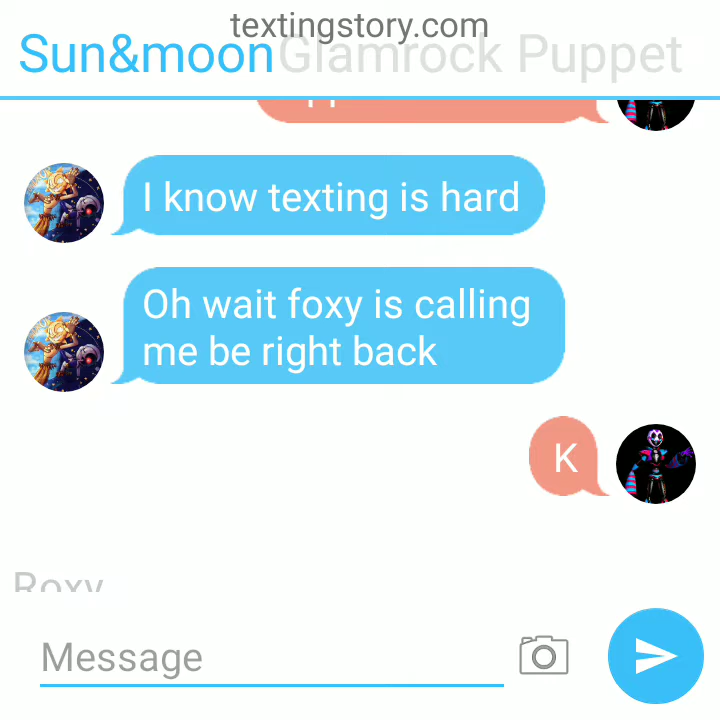 textingstory.com
Sun&moon Glamrock Puppet
I know texting is hard
Oh wait foxy is calling
me be right back
K
Roxy
Message